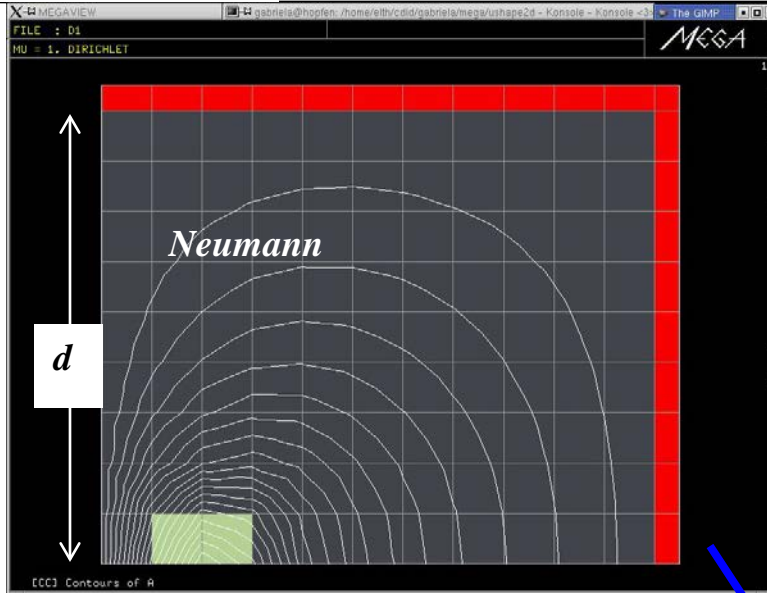 X-MEGAVIEW
gabriela@hopfen: /home/elth/cdid/gabriela/mega/ushape2d - Konsole - Konsole <3>
The GIMP
FILE : D1
MU = 1. DIRICHLET
MEGA
1
Neumann
d
[CC] Contours of A